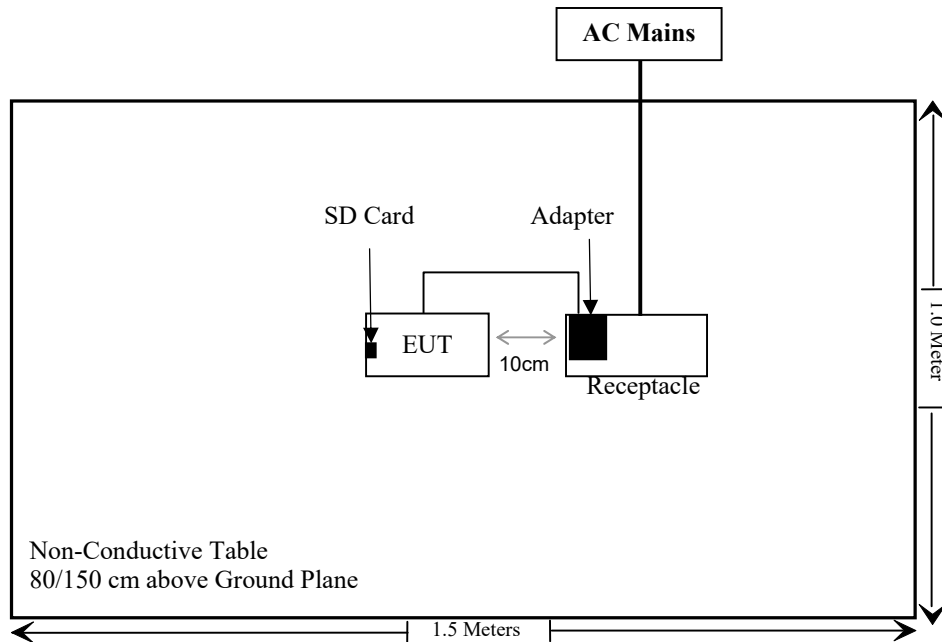 AC Mains
SD Card
Adapter
EUT
10cm
Receptacle
1.0 Meter
Non-Conductive Table
80/150 cm above Ground Plane
1.5 Meters